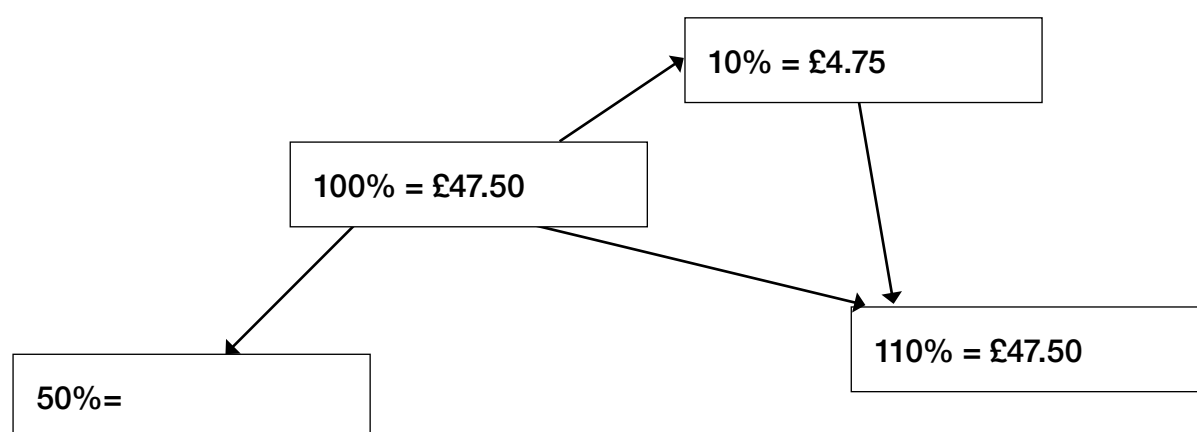 10% = £4.75
100% = £47.50
110% = £47.50
50%=